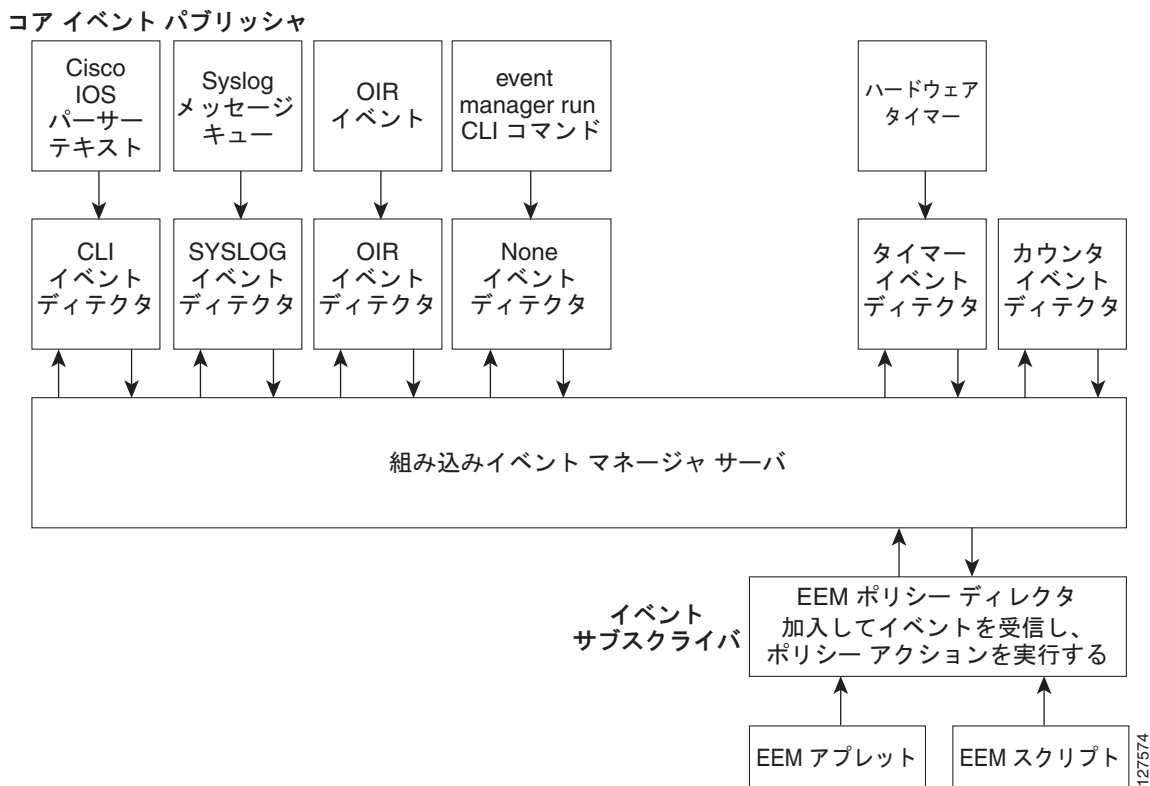 コア イベント パブリッシャ
Cisco
IOS
パーサー
テキスト
Syslog
メッセージ
キュー
OIR
イベント
event
manager run
CLI コマンド
ハードウェア
タイマー
CLI
イベント
ディテクタ
SYSLOG
イベント
ディテクタ
OIR
イベント
ディテクタ
None
イベント
ディテクタ
タイマー
イベント
ディテクタ
カウンタ
イベント
ディテクタ
組み込みイベント マネージャ サーバ
イベント
サブスクライバ
EEM ポリシー ディレクタ
加入してイベントを受信し、
ポリシー アクションを実行する
EEM アプレット
EEM スクリプト
127574